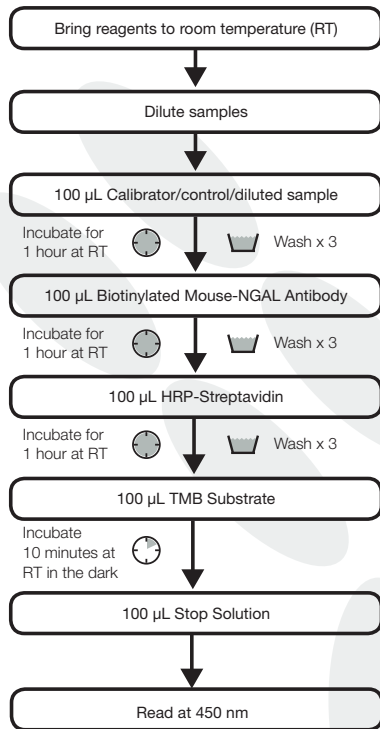 Bring reagents to room temperature (RT)
Dilute samples
100 µL Calibrator/control/diluted sample
Incubate for
1 hour at RT
Wash x 3
100 µL Biotinylated Mouse-NGAL Antibody
Incubate for
1 hour at RT
Wash x 3
100 µL HRP-Streptavidin
Incubate for
1 hour at RT
Wash x 3
100 µL TMB Substrate
Incubate
10 minutes at
RT in the dark
100 µL Stop Solution
Read at 450 nm